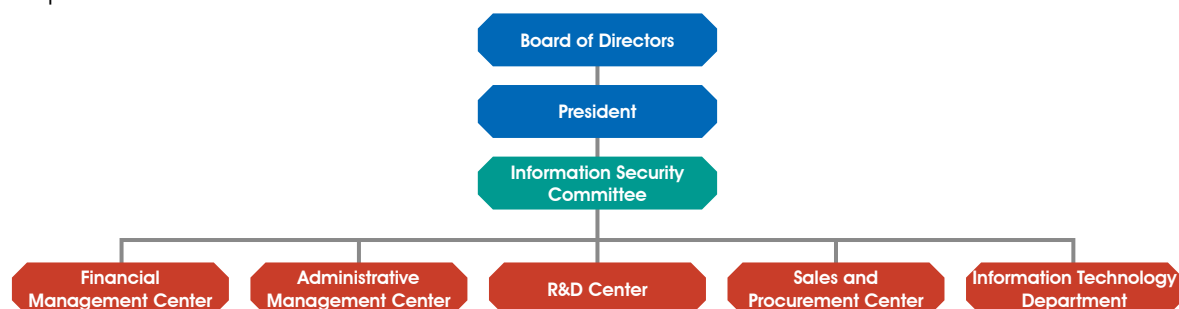 Board of Directors
President
Information Security
Committee
Financial
Management Center
Administrative
Management Center
R&D Center
Sales and
Procurement Center
Information Technology
Department